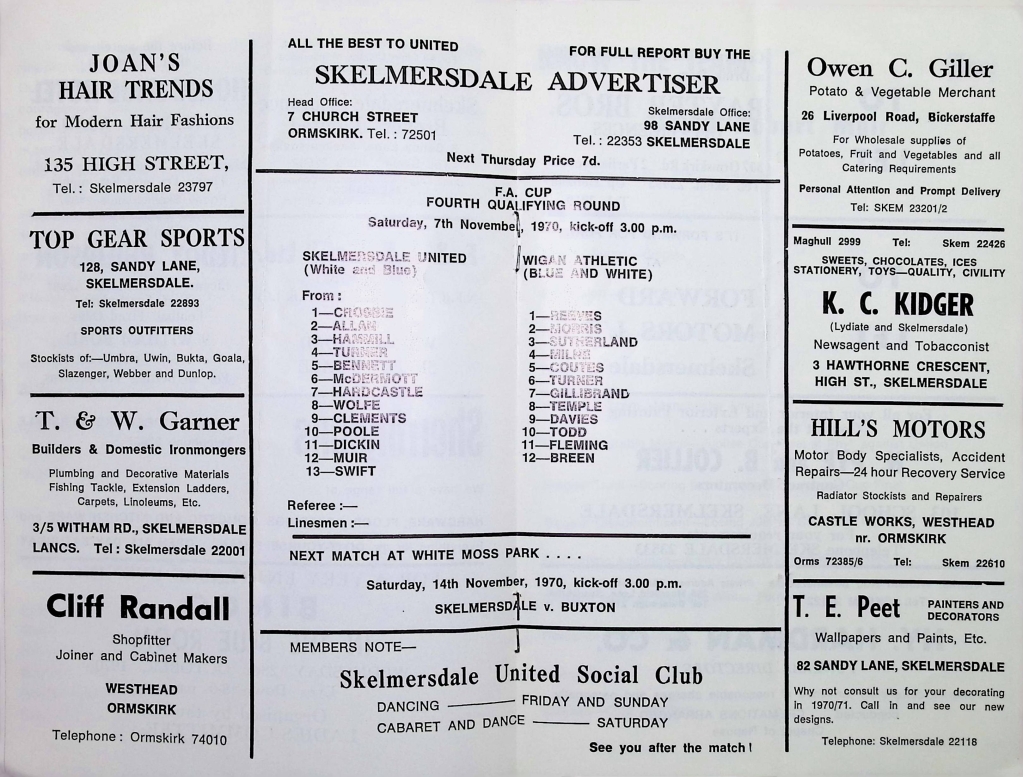 JOAN'S
HAIR TRENDS
for Modern Hair Fashions
135 HIGH STREET,
Tel.: Skelmersdale 23797
TOP GEAR SPORTS
128, SANDY LANE,
SKELMERSDALE.
Tel: Skelmersdale 22893
SPORTS OUTFITTERS
Stockists of:—Umbra, Uwin, Bukta, Goala,
Slazenger, Webber and Dunlop.
T. & W. Garner
Builders & Domestic Ironmongers
Plumbing and Decorative Materials
Fishing Tackle, Extension Ladders,
Carpets, Linoleums, Etc.
3/5 WITHAM RD., SKELMERSDALE
LANCS. Tel: Skelmersdale 22001
Cliff Randall
Shopfitter
Joiner and Cabinet Makers
WESTHEAD
ORMSKIRK
Telephone: Ormskirk 74010
ALL THE BEST TO UNITED
FOR FULL REPORT BUY THE
SKELMERSDALE ADVERTISER
Head Office:
7 CHURCH STREET
ORMSKIRK. Tel.: 72501
Skelmersdale Office:
98 SANDY LANE
Tel.: 22353 SKELMERSDALE
Next Thursday Price 7d.
F.A. CUP
FOURTH QUALIFYING ROUND
Saturday, 7th November, 1970, kick-off 3.00 p.m.
SKELMERSDALE UNITED
(White and Blue)
From:
1—CROSBIE
2—ALLAN
3—HAMMILL
4—TURNER
5—BENNETT
6—McDERMOTT
7—HARDCASTLE
8—WOLFE
9—CLEMENTS
10—POOLE
11—DICKIN
12—MUIR
13—SWIFT
WIGAN ATHLETIC
(BLUE AND WHITE)
1—REEVES
2—MORRIS
3—SUTHERLAND
4—MILNE
5—COUTES
6—TURNER
7—GILLIBRAND
8—TEMPLE
9—DAVIES
10—TODD
11—FLEMING
12—BREEN
Referee:—
Linesmen:—
NEXT MATCH AT WHITE MOSS PARK . . . .
Saturday, 14th November, 1970, kick-off 3.00 p.m.
SKELMERSDALE v. BUXTON
MEMBERS NOTE—
Skelmersdale United Social Club
DANCING ——— FRIDAY AND SUNDAY
CABARET AND DANCE ——— SATURDAY
See you after the match!
Owen C. Giller
Potato & Vegetable Merchant
26 Liverpool Road, Bickerstaffe
For Wholesale supplies of
Potatoes, Fruit and Vegetables and all
Catering Requirements
Personal Attention and Prompt Delivery
Tel: SKEM 23201/2
Maghull 2999 Tel: Skem 22426
SWEETS, CHOCOLATES, ICES
STATIONERY, TOYS—QUALITY, CIVILITY
K. C. KIDGER
(Lydiate and Skelmersdale)
Newsagent and Tobacconist
3 HAWTHORNE CRESCENT,
HIGH ST., SKELMERSDALE
HILL'S MOTORS
Motor Body Specialists, Accident
Repairs—24 hour Recovery Service
Radiator Stockists and Repairers
CASTLE WORKS, WESTHEAD
nr. ORMSKIRK
Orms 72385/6 Tel: Skem 22610
T. E. Peet PAINTERS AND
DECORATORS
Wallpapers and Paints, Etc.
82 SANDY LANE, SKELMERSDALE
Why not consult us for your decorating
in 1970/71. Call in and see our new
designs.
Telephone: Skelmersdale 22118